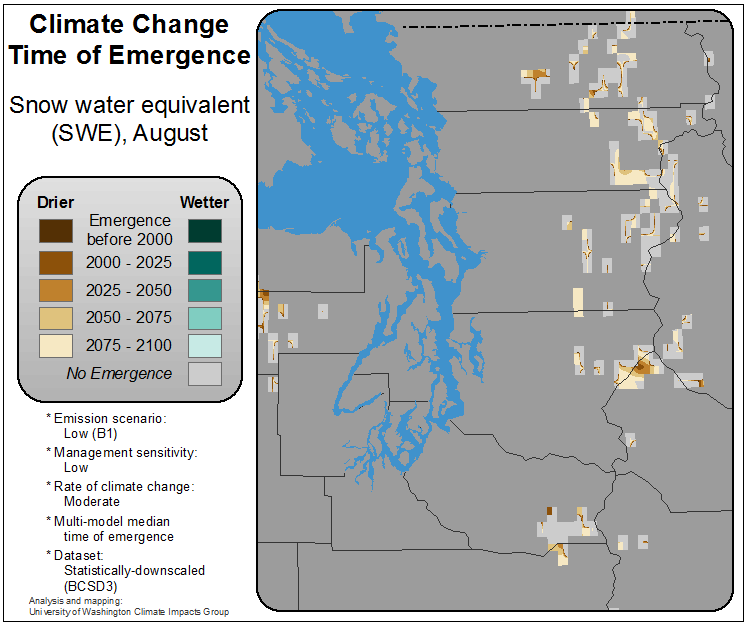 Climate Change
Time of Emergence
Snow water equivalent
(SWE), August
Drier
Wetter
Emergence
before 2000
2000 - 2025
2025 - 2050
2050 - 2075
2075 - 2100
No Emergence
* Emission scenario:
Low (B1)
* Management sensitivity:
Low
* Rate of climate change:
Moderate
* Multi-model median
time of emergence
* Dataset:
Statistically-downscaled
(BCSD3)
Analysis and mapping:
University of Washington Climate Impacts Group